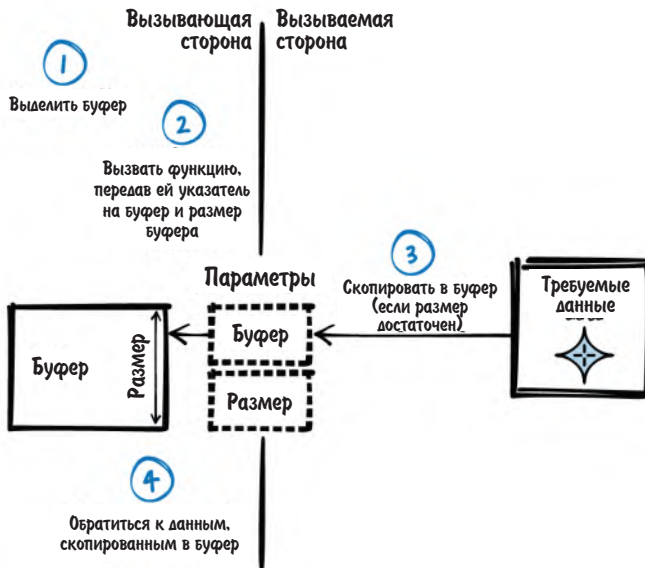 Вызывающая
сторона
Вызываемая
сторона
1
Выделить буфер
2
Вызвать функцию,
передав ей указатель
на буфер и размер
буфера
3
Скопировать в буфер
(если размер
достаточен)
Требуемые
данные
Параметры
Буфер
Размер
Буфер
Размер
4
Обратиться к данным,
скопированным в буфер